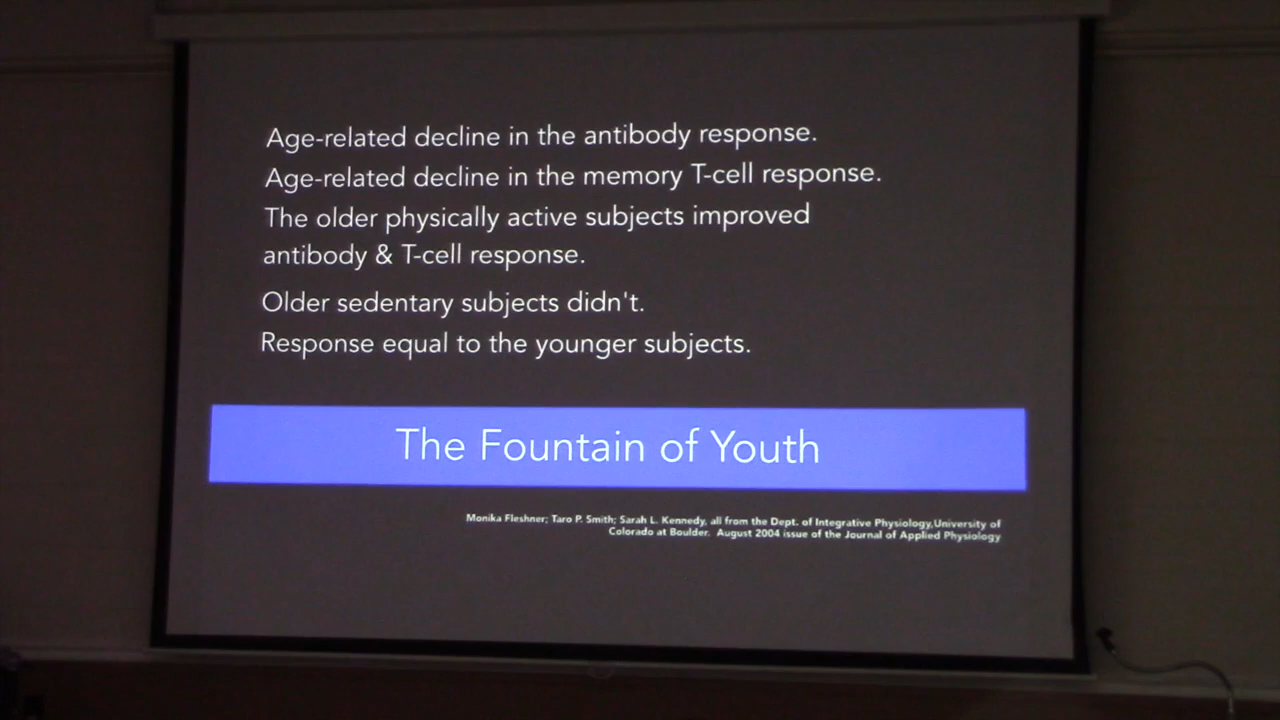 Age-related decline in the antibody response.
Age-related decline in the memory T-cell response.
The older physically active subjects improved
antibody & T-cell response.
Older sedentary subjects didn't.
Response equal to the younger subjects.
The Fountain of Youth
Monika Fleshner; Taro P. Smith; Sarah L. Kennedy, all from the Dept. of Integrative Physiology,University of
Colorado at Boulder. August 2004 issue of the Journal of Applied Physiology